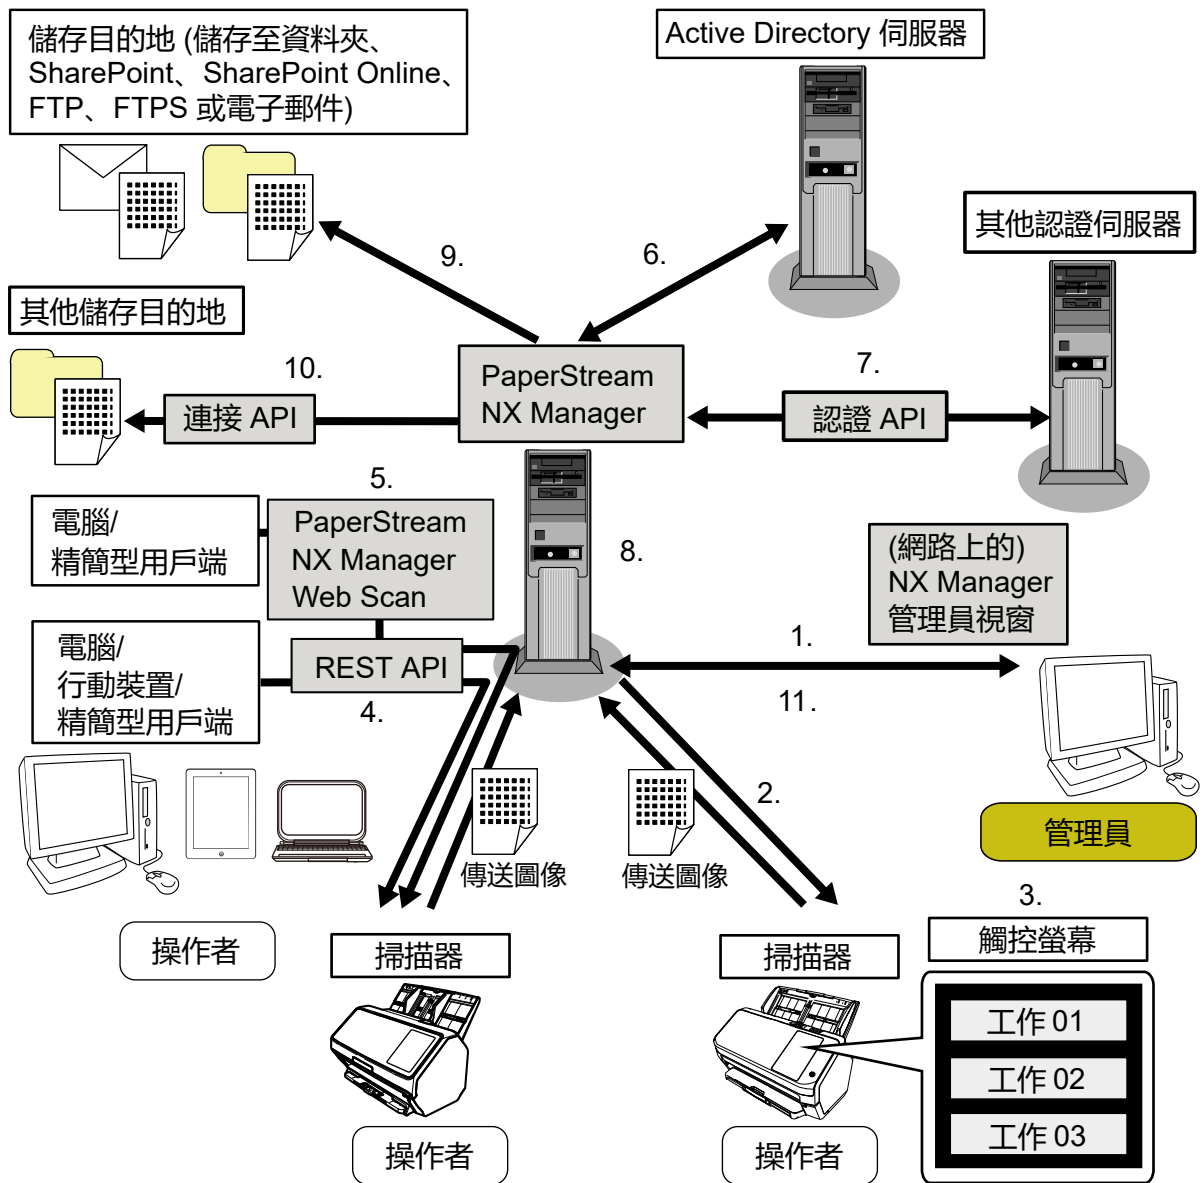 儲存目的地 (儲存至資料夾、
SharePoint、SharePoint Online、
FTP、FTPS 或電子郵件)
Active Directory 伺服器
其他認證伺服器
9.
6.
其他儲存目的地
10.
連接 API
PaperStream
NX Manager
7.
認證 API
5.
電腦/
精簡型用戶端
PaperStream
NX Manager
Web Scan
8.
(網路上的)
NX Manager
管理員視窗
電腦/
行動裝置/
精簡型用戶端
REST API
4.
1.
11.
2.
傳送圖像
傳送圖像
管理員
3.
操作者
掃描器
掃描器
觸控螢幕
工作 01
工作 02
工作 03
操作者
操作者